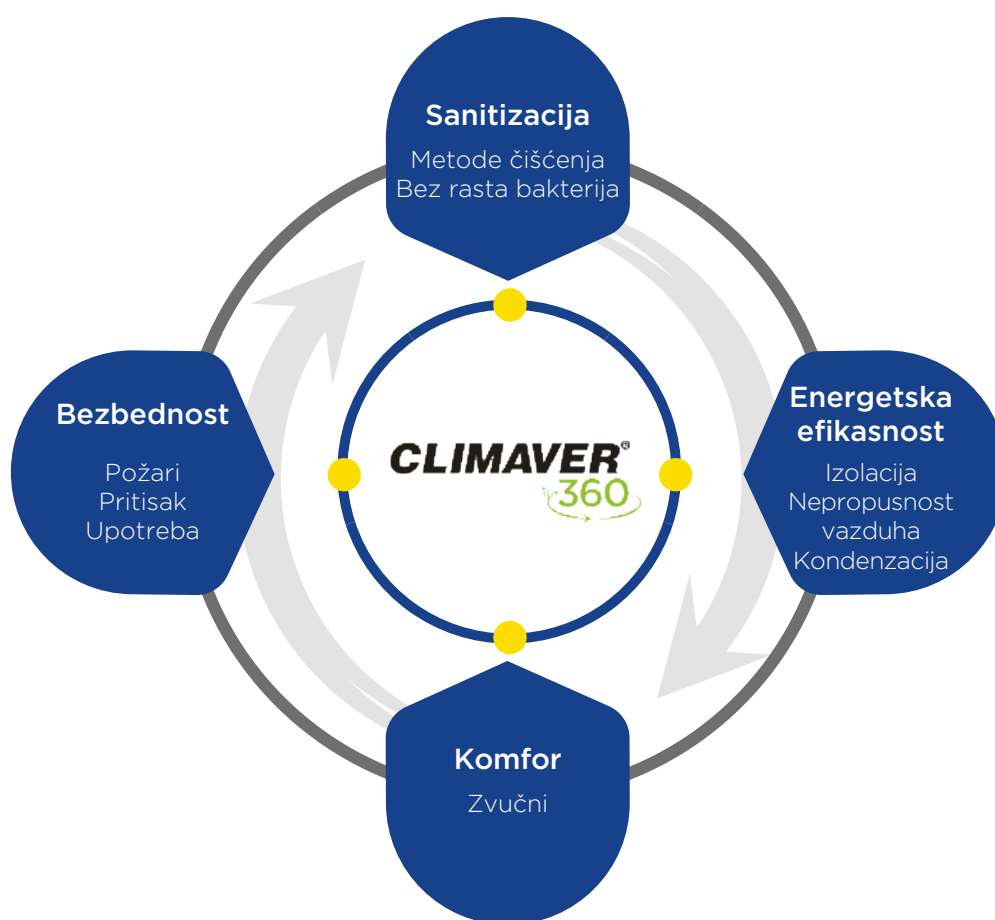 Sanitizacija
Metode čišćenja
Bez rasta bakterija
Bezbednost
Požari
Pritisak
Upotreba
CLIMAVER®
360
Energetska
efikasnost
Izolacija
Nepropusnost
vazduha
Kondenzacija
Komfor
Zvučni